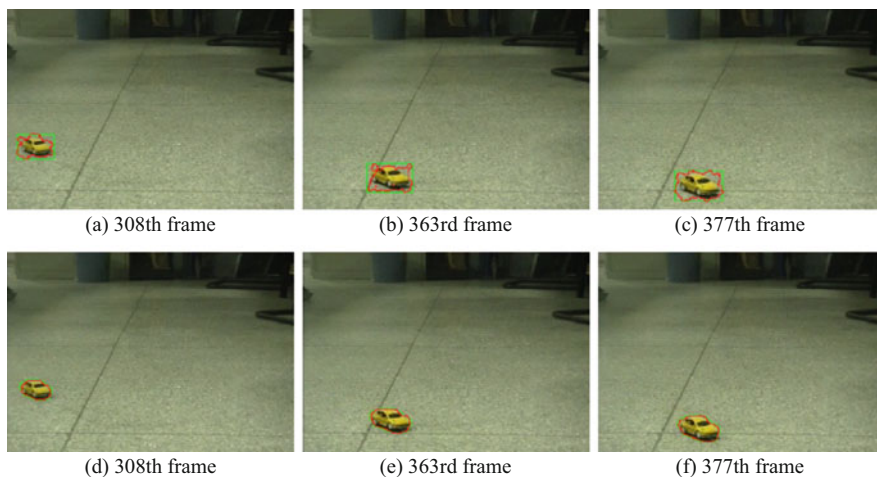 (a) 308th frame
(b) 363rd frame
(c) 377th frame
(d) 308th frame
(e) 363rd frame
(f) 377th frame